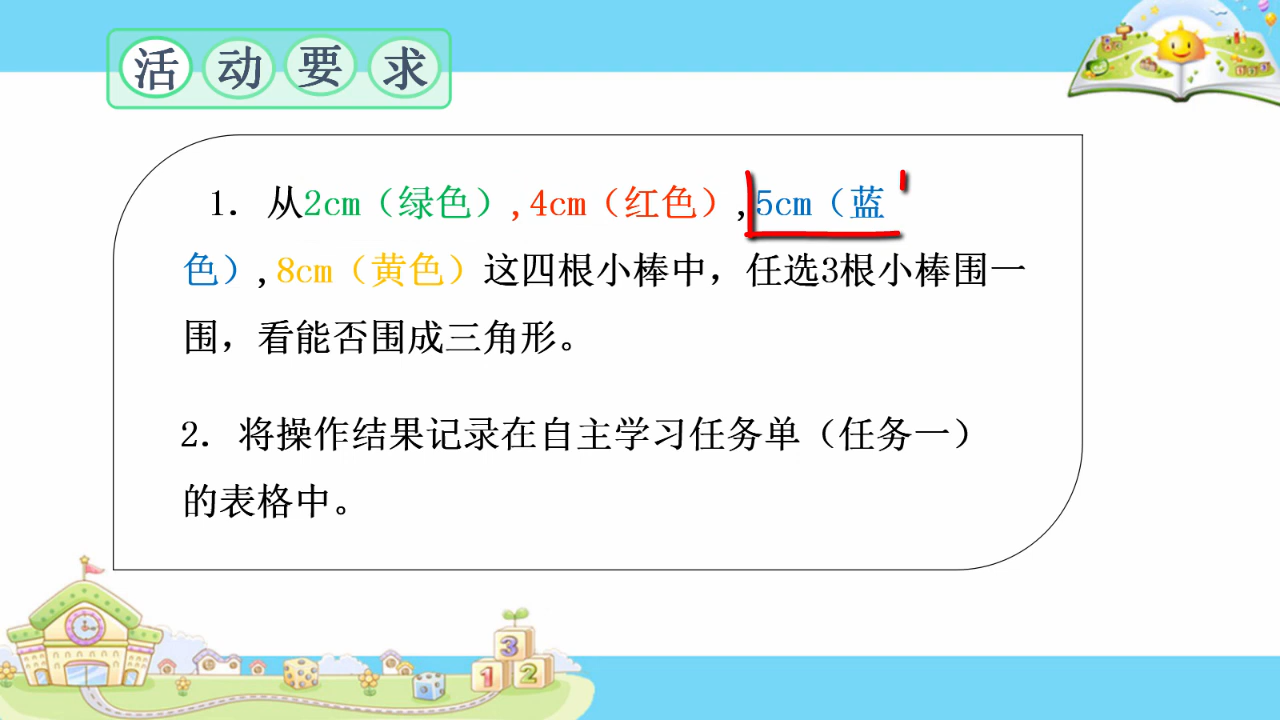 活动要求
1. 从2cm（绿色）,4cm（红色）,5cm（蓝
色）,8cm（黄色）这四根小棒中，任选3根小棒围一
围，看能否围成三角形。
2. 将操作结果记录在自主学习任务单（任务一）
的表格中。
3
1 2